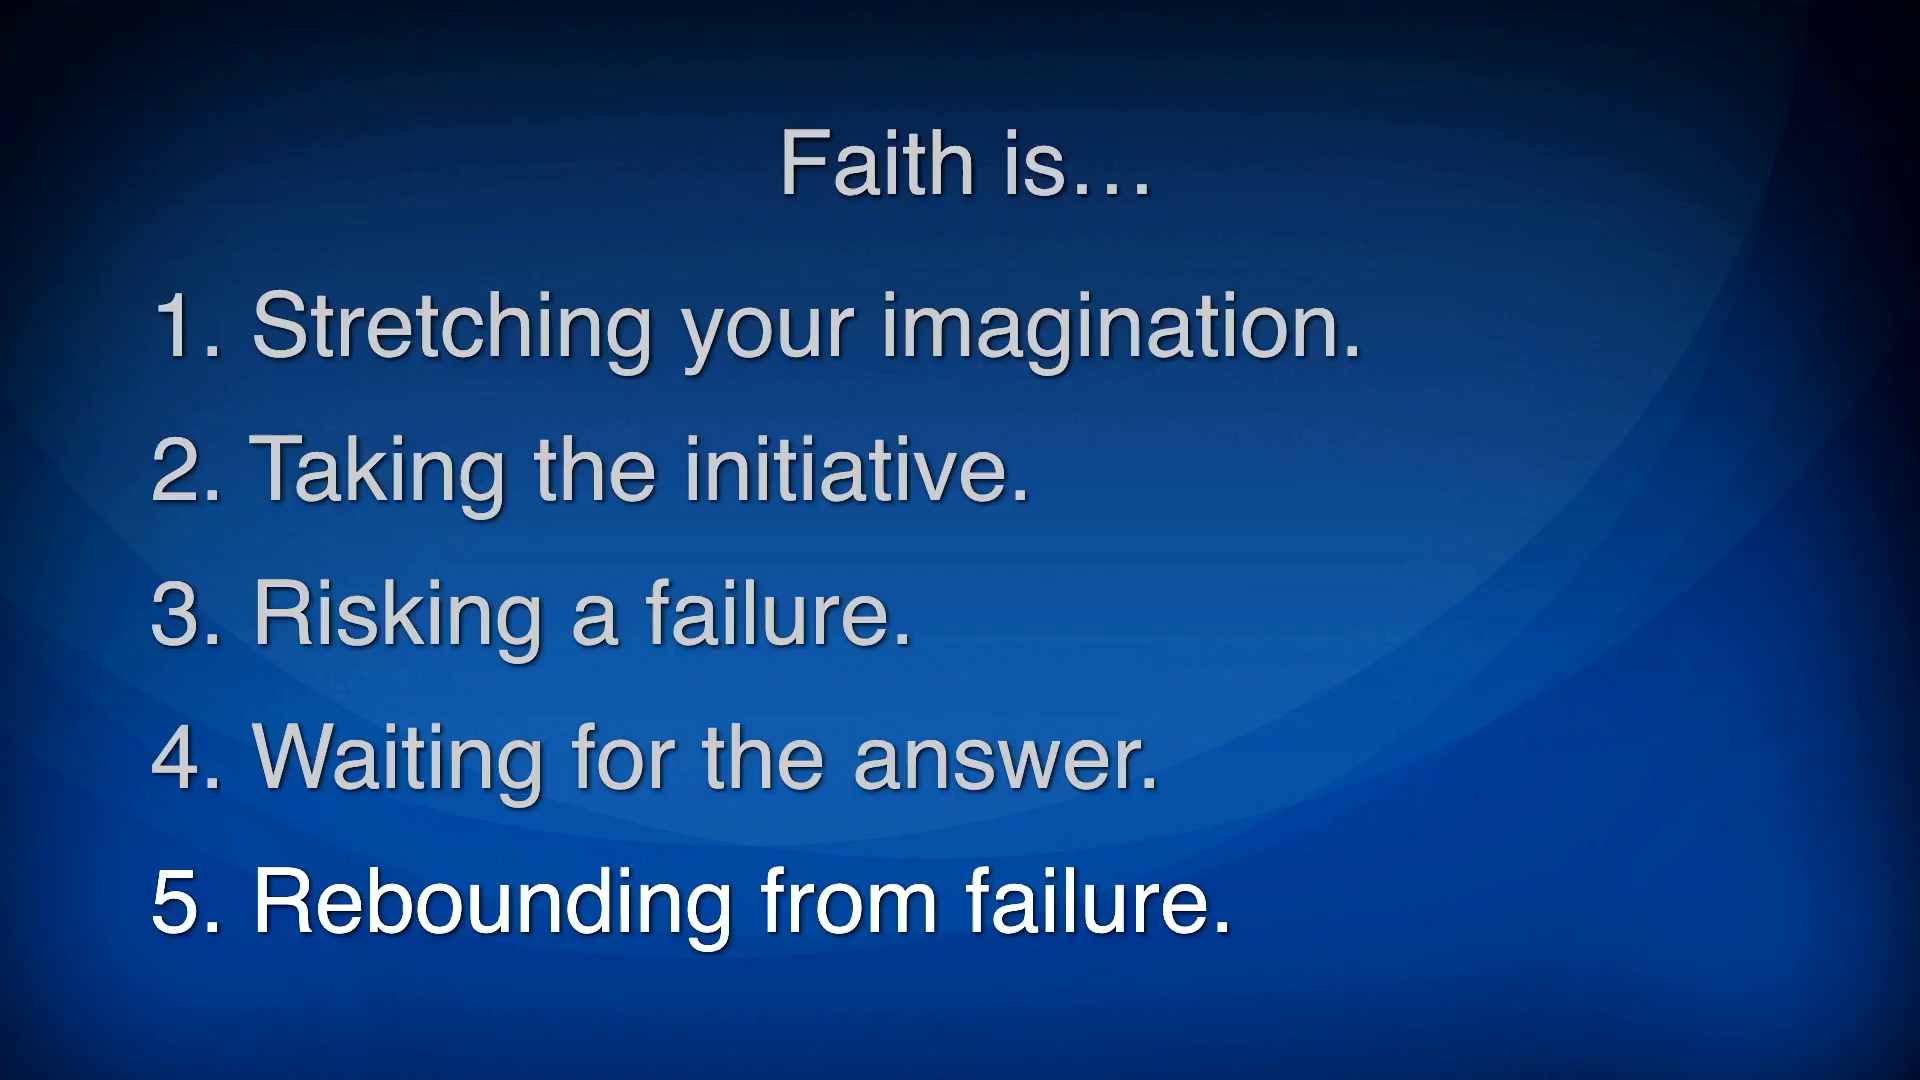 Faith is…
1. Stretching your imagination.
2. Taking the initiative.
3. Risking a failure.
4. Waiting for the answer.
5. Rebounding from failure.